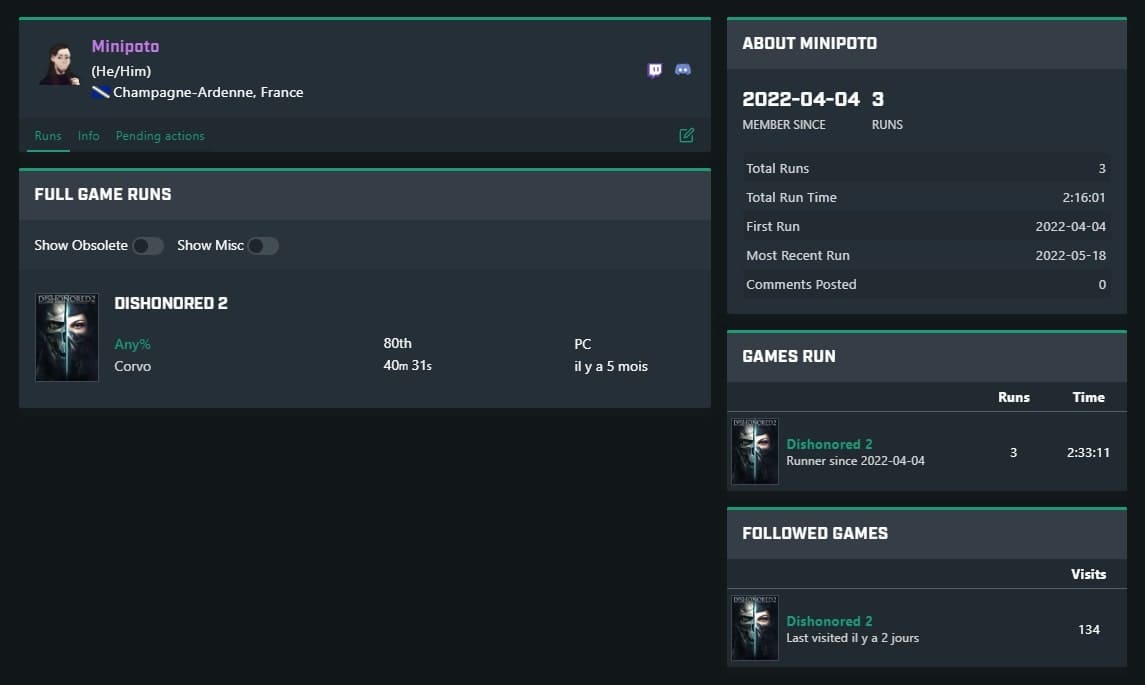 Minipoto
(He/Him)
Champagne-Ardenne, France
Runs Info Pending actions
FULL GAME RUNS
Show Obsolete Show Misc
DISHONORED 2
DISHONORED 2
Any% 80th PC
Corvo 40m 31s il y a 5 mois
ABOUT MINIPOTO
2022-04-04 3
MEMBER SINCE RUNS
Total Runs 3
Total Run Time 2:16:01
First Run 2022-04-04
Most Recent Run 2022-05-18
Comments Posted 0
GAMES RUN
Runs Time
DISHONORED 2
Dishonored 2
Runner since 2022-04-04 3 2:33:11
FOLLOWED GAMES
Visits
DISHONORED 2
Dishonored 2
Last visited il y a 2 jours 134